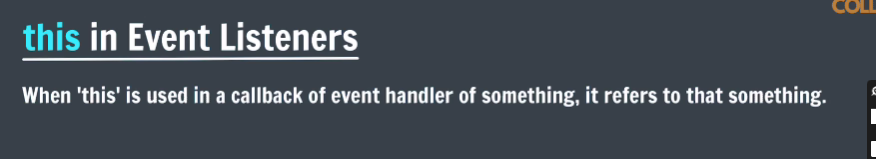 COLL
this in Event Listeners
When 'this' is used in a callback of event handler of something, it refers to that something.